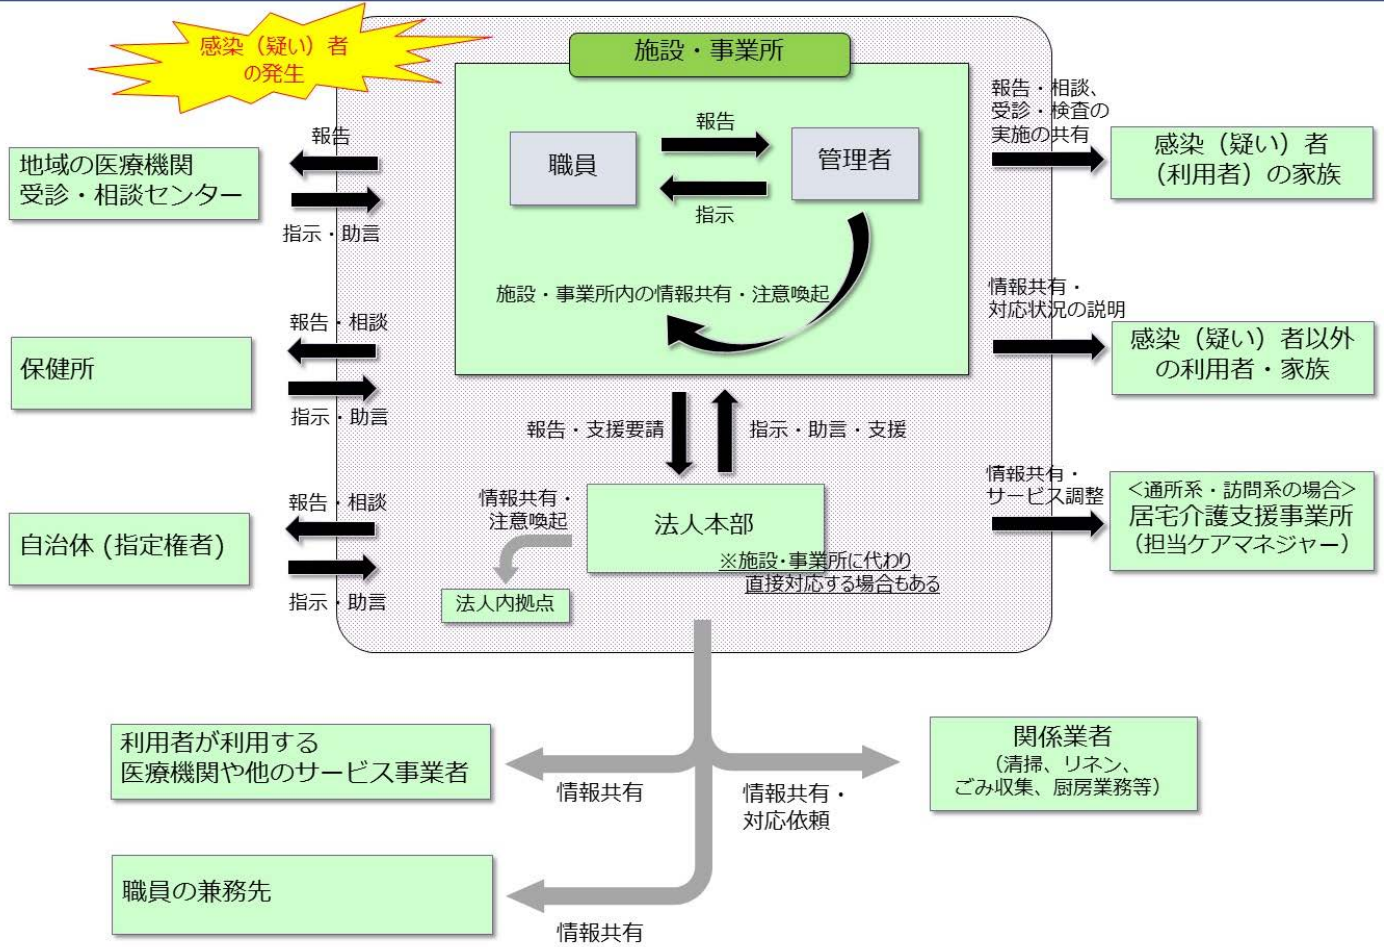 感染（疑い）者
の発生
施設・事業所
職員
報告
指示
管理者
施設・事業所内の情報共有・注意喚起
報告
地域の医療機関
受診・相談センター
指示・助言
報告・相談
保健所
指示・助言
報告・相談
自治体 (指定権者)
指示・助言
報告・相談、
受診・検査の
実施の共有
感染（疑い）者
（利用者）の家族
情報共有・
対応状況の説明
感染（疑い）者以外
の利用者・家族
情報共有・
サービス調整
＜通所系・訪問系の場合＞
居宅介護支援事業所
（担当ケアマネジャー）
報告・支援要請
指示・助言・支援
情報共有・
注意喚起
法人本部
※施設・事業所に代わり
直接対応する場合もある
法人内拠点
利用者が利用する
医療機関や他のサービス事業者
情報共有
情報共有・
対応依頼
関係業者
（清掃、リネン、
ごみ収集、厨房業務等）
職員の兼務先
情報共有